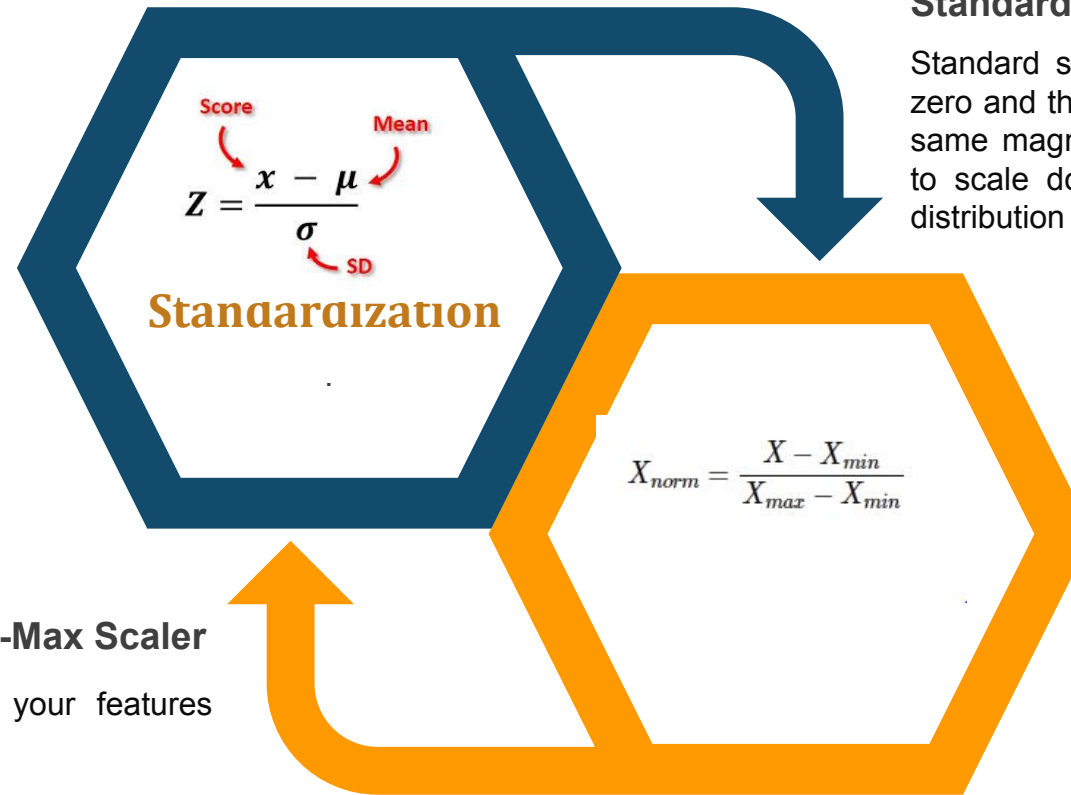 Standard
Standard s
zero and th
same magr
to scale do
distribution
Score
Mean
Z = x − μ / σ
SD
Standardization
.
X_norm = X − X_min / X_max − X_min
-Max Scaler
your features